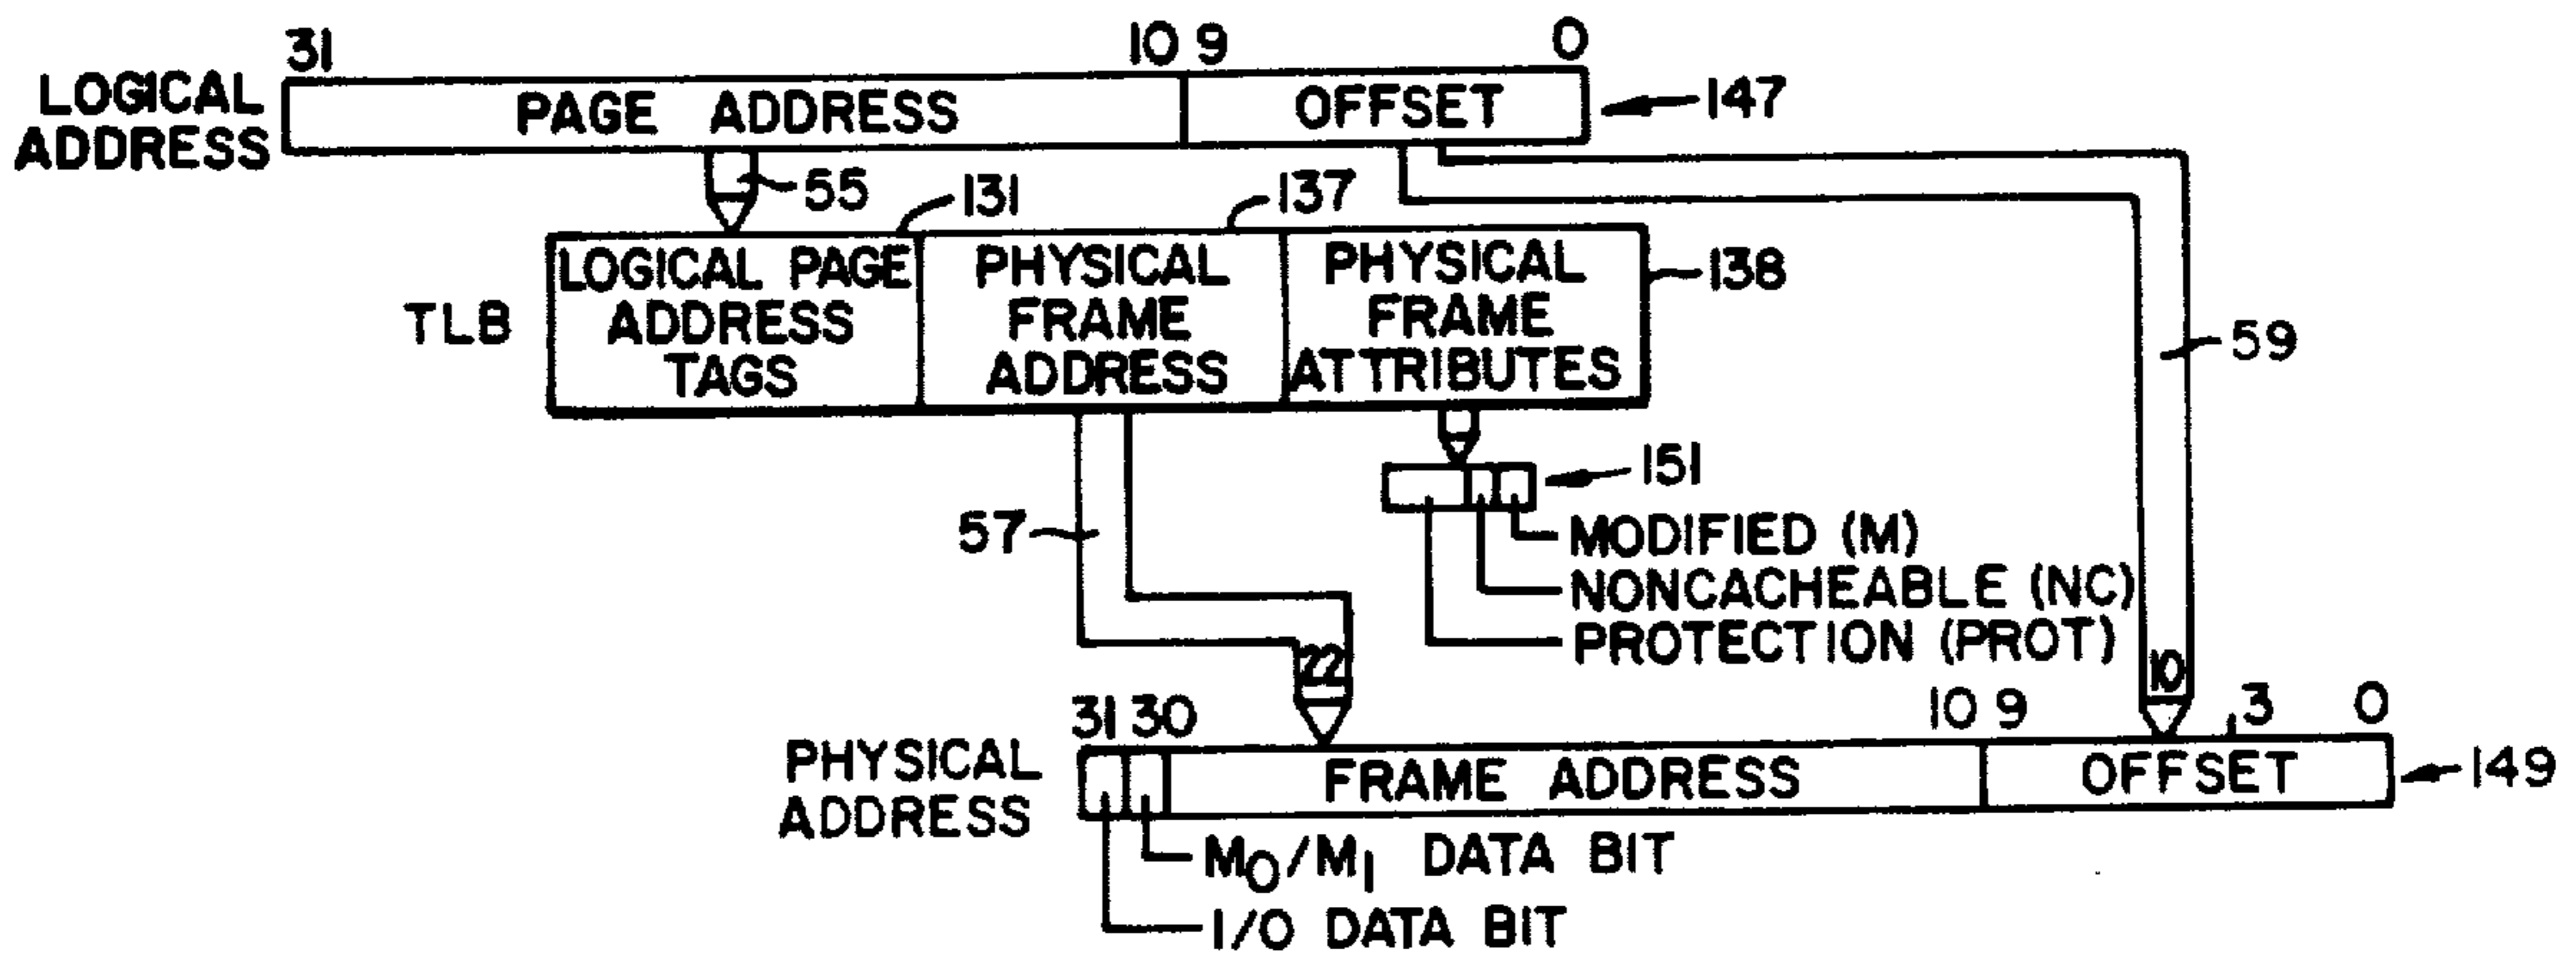 31
10 9
0
LOGICAL
ADDRESS
PAGE ADDRESS
OFFSET
147
55
131
137
TLB
LOGICAL PAGE
ADDRESS
TAGS
PHYSICAL
FRAME
ADDRESS
PHYSICAL
FRAME
ATTRIBUTES
138
59
151
57
MODIFIED (M)
NONCACHEABLE (NC)
PROTECTION (PROT)
22
10
31 30
10 9
3
0
PHYSICAL
ADDRESS
FRAME ADDRESS
OFFSET
149
M0/M1 DATA BIT
I/O DATA BIT